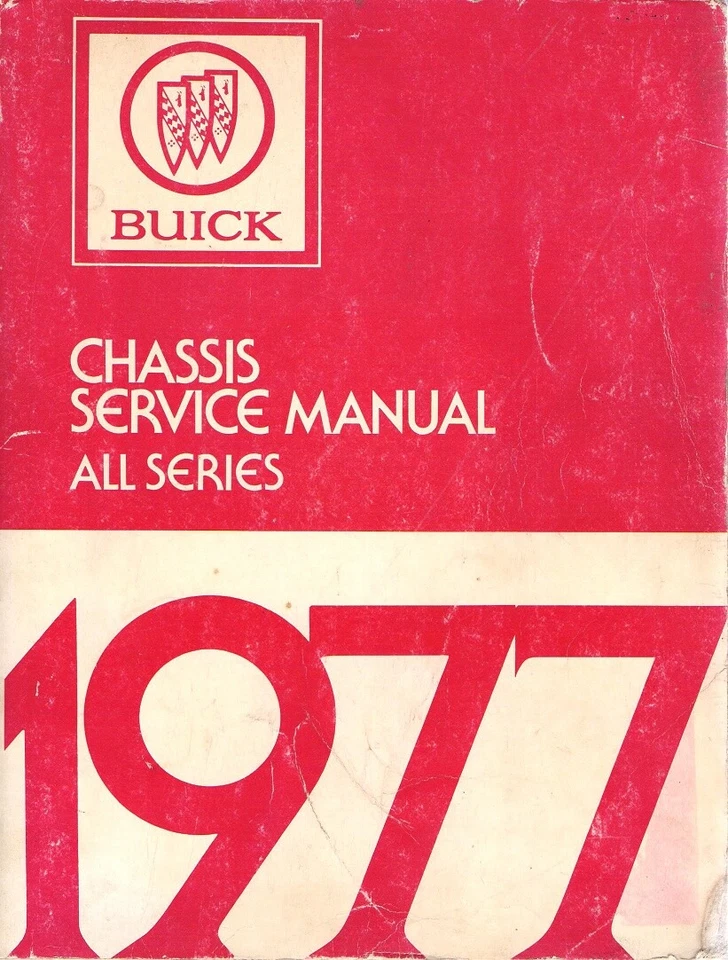 BUICK
CHASSIS
SERVICE MANUAL
ALL SERIES
1977